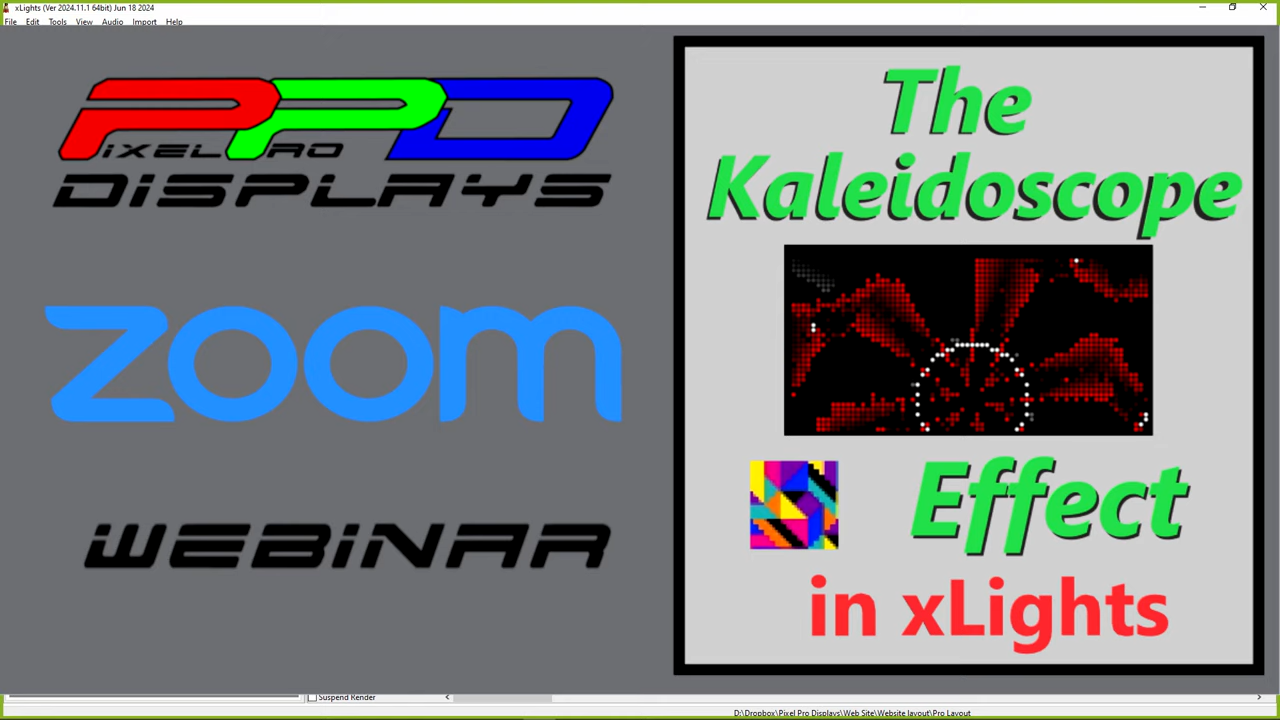 xLights (Ver 2024.11.1 64bit) Jun 18 2024
File Edit Tools View Audio Import Help
PPD
PIXEL PRO
DISPLAYS
zoom
WEBINAR
The
Kaleidoscope
Effect
in xLights
Suspend Render
D:\Dropbox\Pixel Pro Displays\Web Site\Website layout\Pro Layout